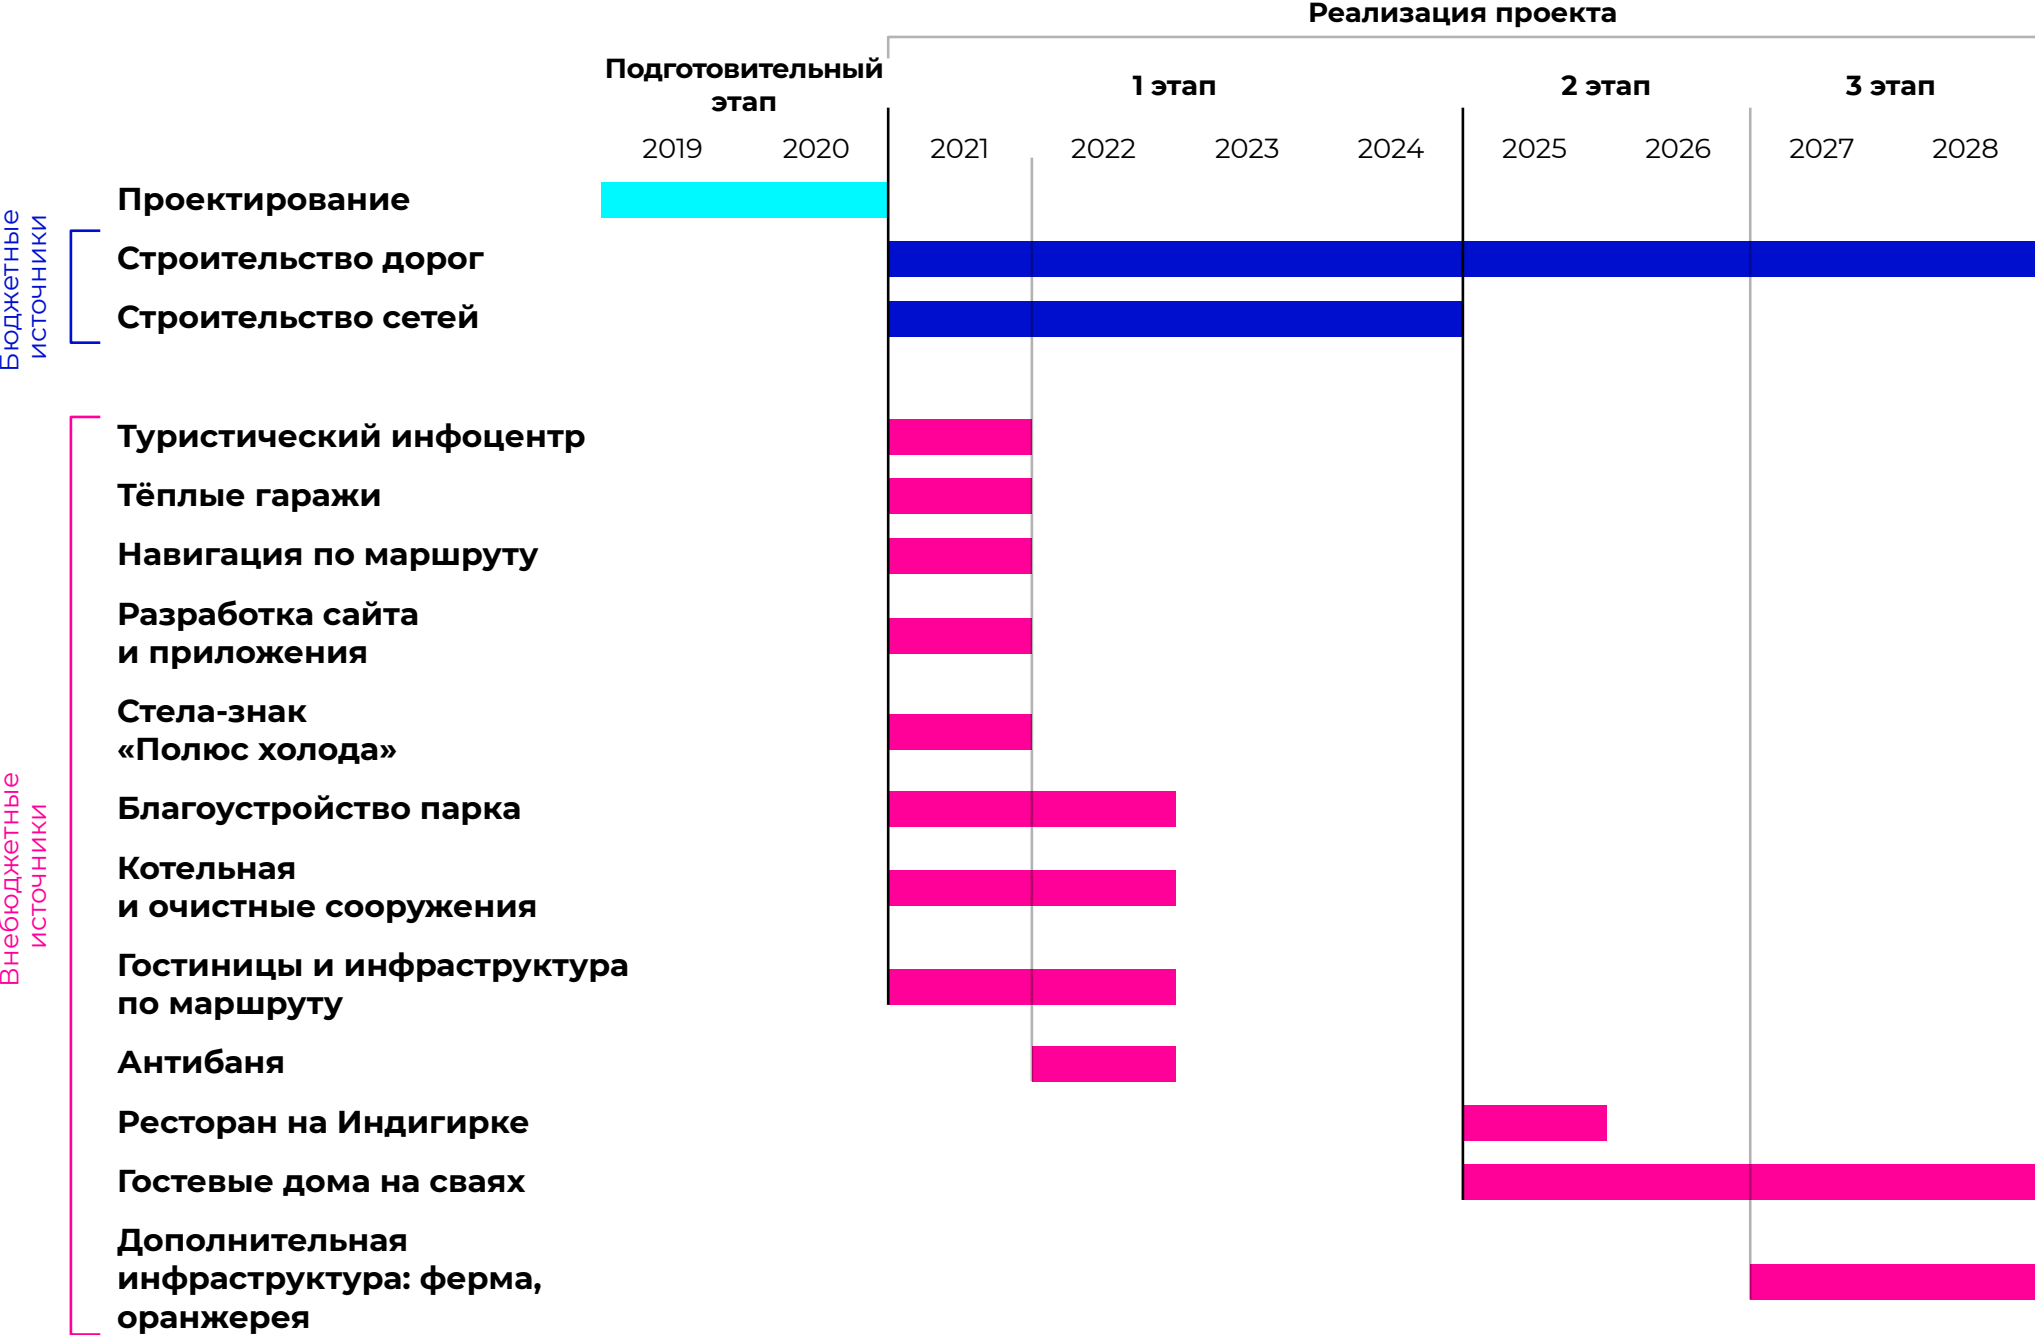 Реализация проекта
Подготовительный
этап
1 этап
2 этап
3 этап
2019 2020 2021 2022 2023 2024 2025 2026 2027 2028
Проектирование
Бюджетные
источники
Строительство дорог
Строительство сетей
Внебюджетные
источники
Туристический инфоцентр
Тёплые гаражи
Навигация по маршруту
Разработка сайта
и приложения
Стела-знак
«Полюс холода»
Благоустройство парка
Котельная
и очистные сооружения
Гостиницы и инфраструктура
по маршруту
Антибаня
Ресторан на Индигирке
Гостевые дома на сваях
Дополнительная
инфраструктура: ферма,
оранжерея